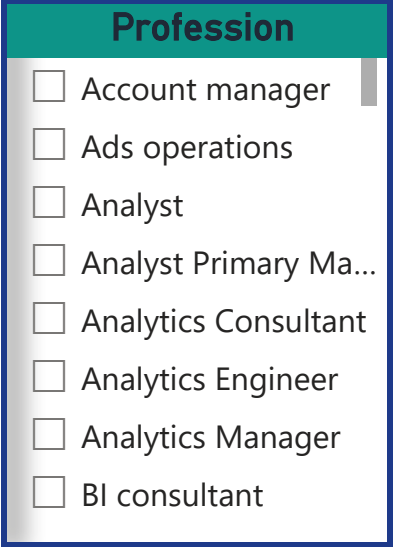 Profession
Account manager
Ads operations
Analyst
Analyst Primary Ma...
Analytics Consultant
Analytics Engineer
Analytics Manager
BI consultant